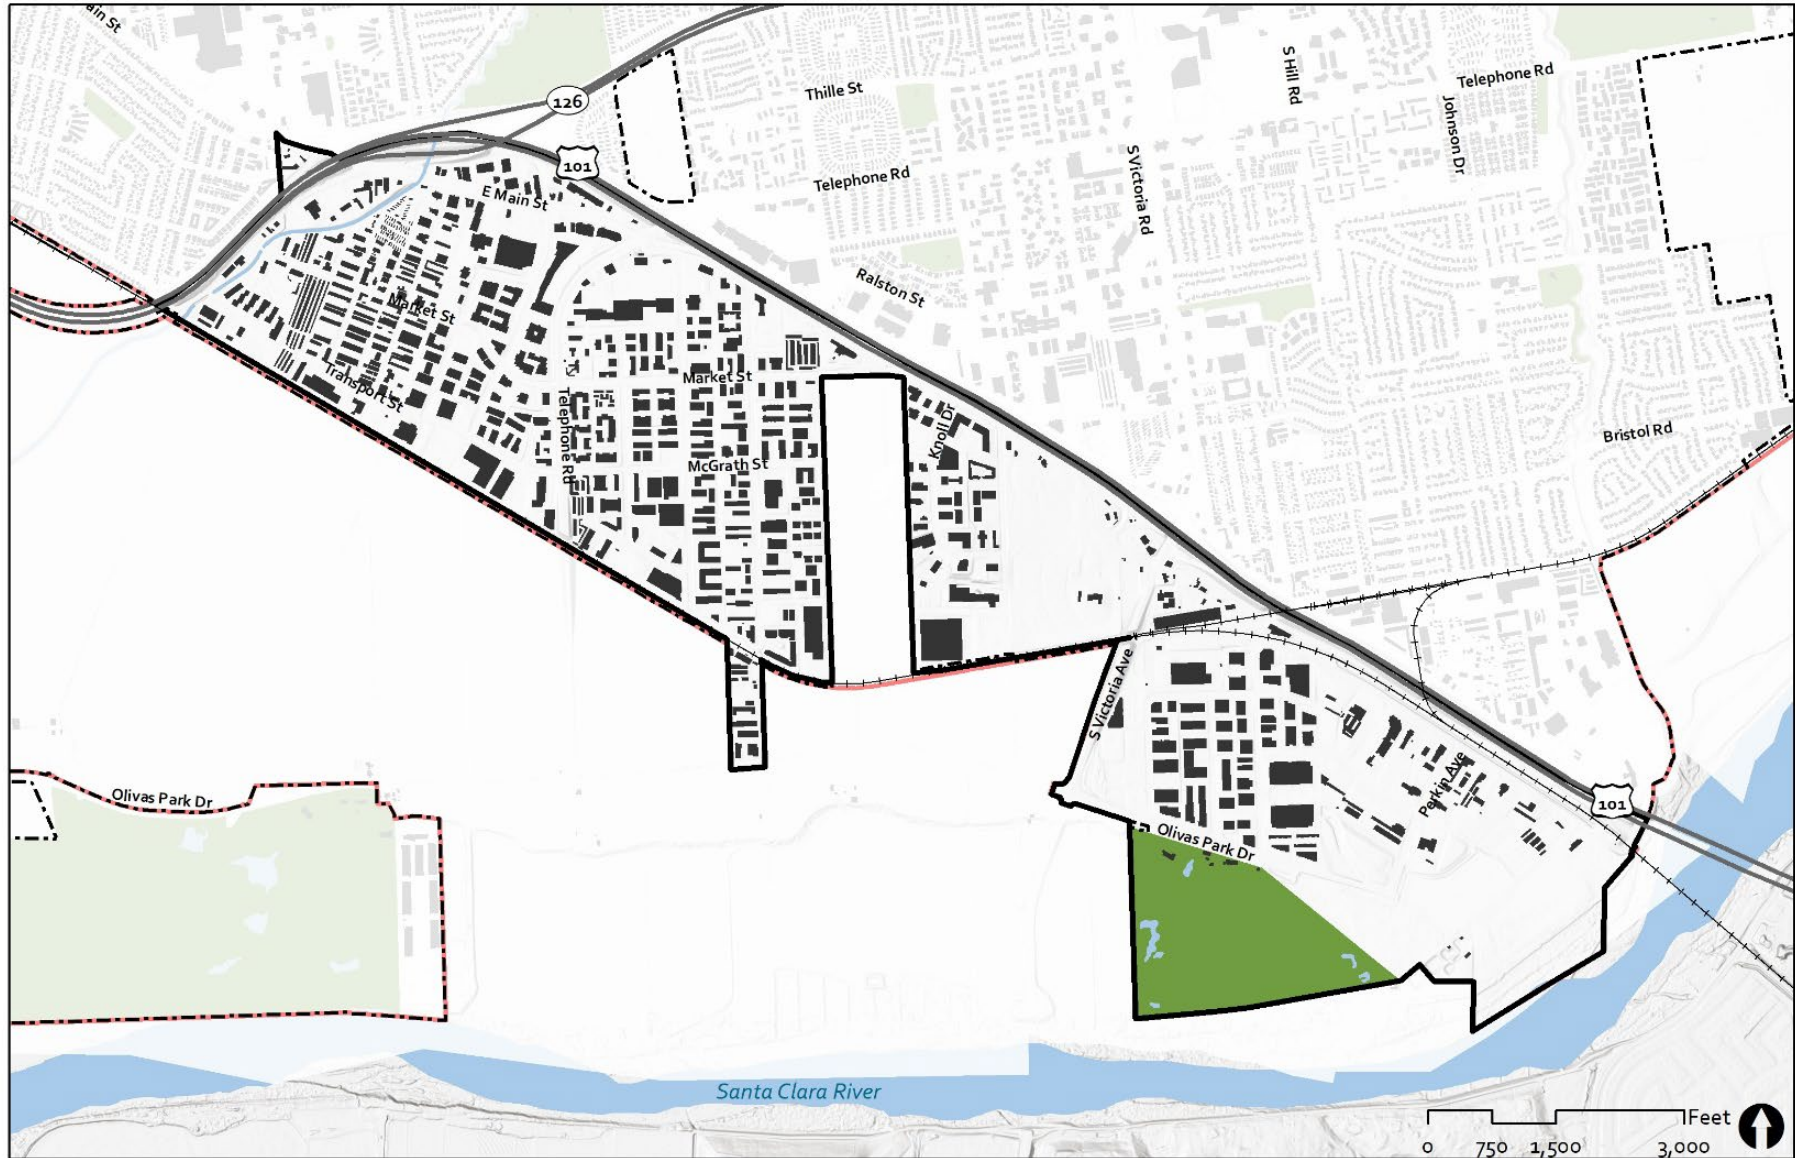 ain St
126
Thille St
S Hill Rd
Telephone Rd
Johnson Dr
101
S Victoria Rd
Telephone Rd
E Main St
Ralston St
Market St
Transport St
Market St
Telephone Rd
Knoll Dr
McGrath St
Bristol Rd
S Victoria Ave
Perkin Ave
Olivas Park Dr
101
Olivas Park Dr
Santa Clara River
Feet
0 750 1,500 3,000